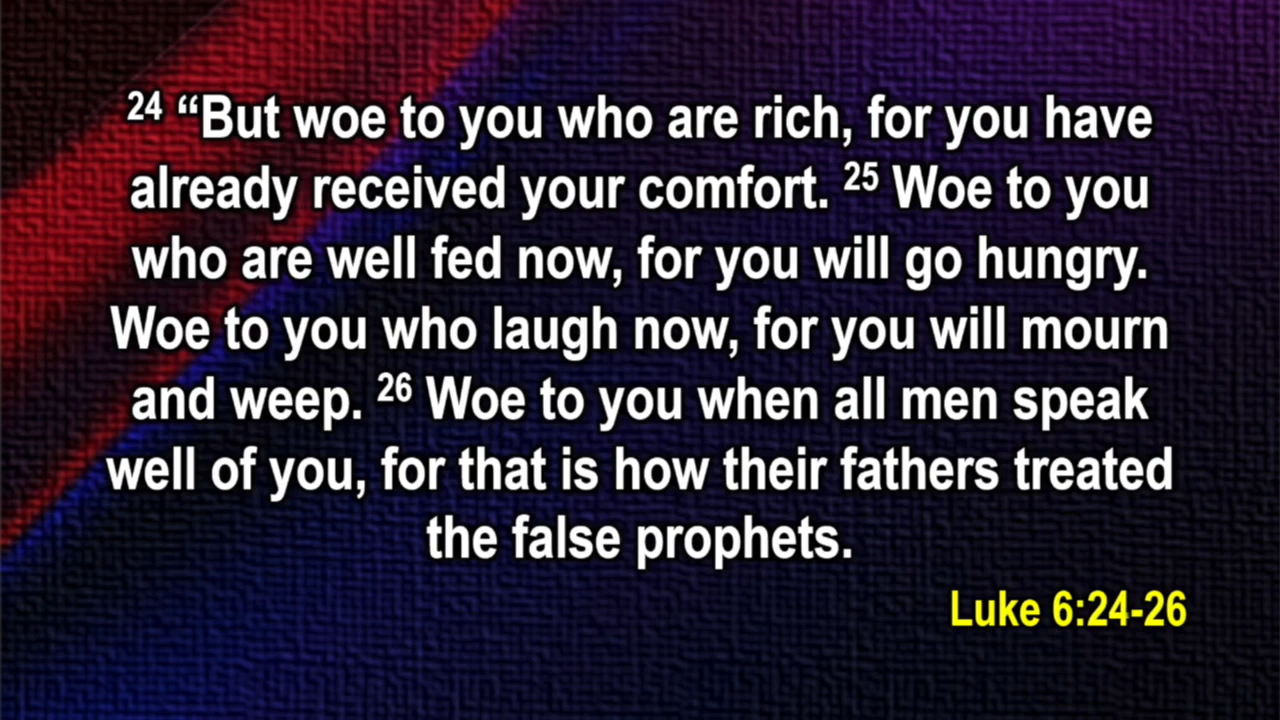 24 “But woe to you who are rich, for you have
already received your comfort. 25 Woe to you
who are well fed now, for you will go hungry.
Woe to you who laugh now, for you will mourn
and weep. 26 Woe to you when all men speak
well of you, for that is how their fathers treated
the false prophets.
Luke 6:24-26